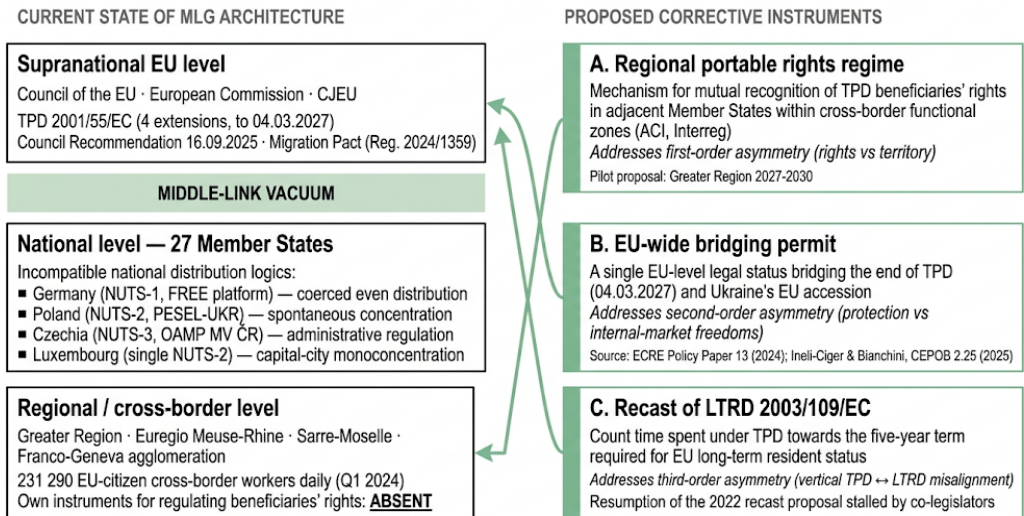 CURRENT STATE OF MLG ARCHITECTURE
Supranational EU level
Council of the EU · European Commission · CJEU
TPD 2001/55/EC (4 extensions, to 04.03.2027)
Council Recommendation 16.09.2025 · Migration Pact (Reg. 2024/1359)
MIDDLE-LINK VACUUM
National level — 27 Member States
Incompatible national distribution logics:
▪ Germany (NUTS-1, FREE platform) — coerced even distribution
▪ Poland (NUTS-2, PESEL-UKR) — spontaneous concentration
▪ Czechia (NUTS-3, OAMP MV ČR) — administrative regulation
▪ Luxembourg (single NUTS-2) — capital-city monoconcentration
Regional / cross-border level
Greater Region · Euregio Meuse-Rhine · Sarre-Moselle ·
Franco-Geneva agglomeration
231 290 EU-citizen cross-border workers daily (Q1 2024)
Own instruments for regulating beneficiaries' rights: ABSENT
PROPOSED CORRECTIVE INSTRUMENTS
A. Regional portable rights regime
Mechanism for mutual recognition of TPD beneficiaries' rights
in adjacent Member States within cross-border functional
zones (ACI, Interreg)
Addresses first-order asymmetry (rights vs territory)
Pilot proposal: Greater Region 2027-2030
B. EU-wide bridging permit
A single EU-level legal status bridging the end of TPD
(04.03.2027) and Ukraine's EU accession
Addresses second-order asymmetry (protection vs
internal-market freedoms)
Source: ECRE Policy Paper 13 (2024); Ineli-Ciger & Bianchini, CEPOB 2.25 (2025)
C. Recast of LTRD 2003/109/EC
Count time spent under TPD towards the five-year term
required for EU long-term resident status
Addresses third-order asymmetry (vertical TPD ↔ LTRD misalignment)
Resumption of the 2022 recast proposal stalled by co-legislators